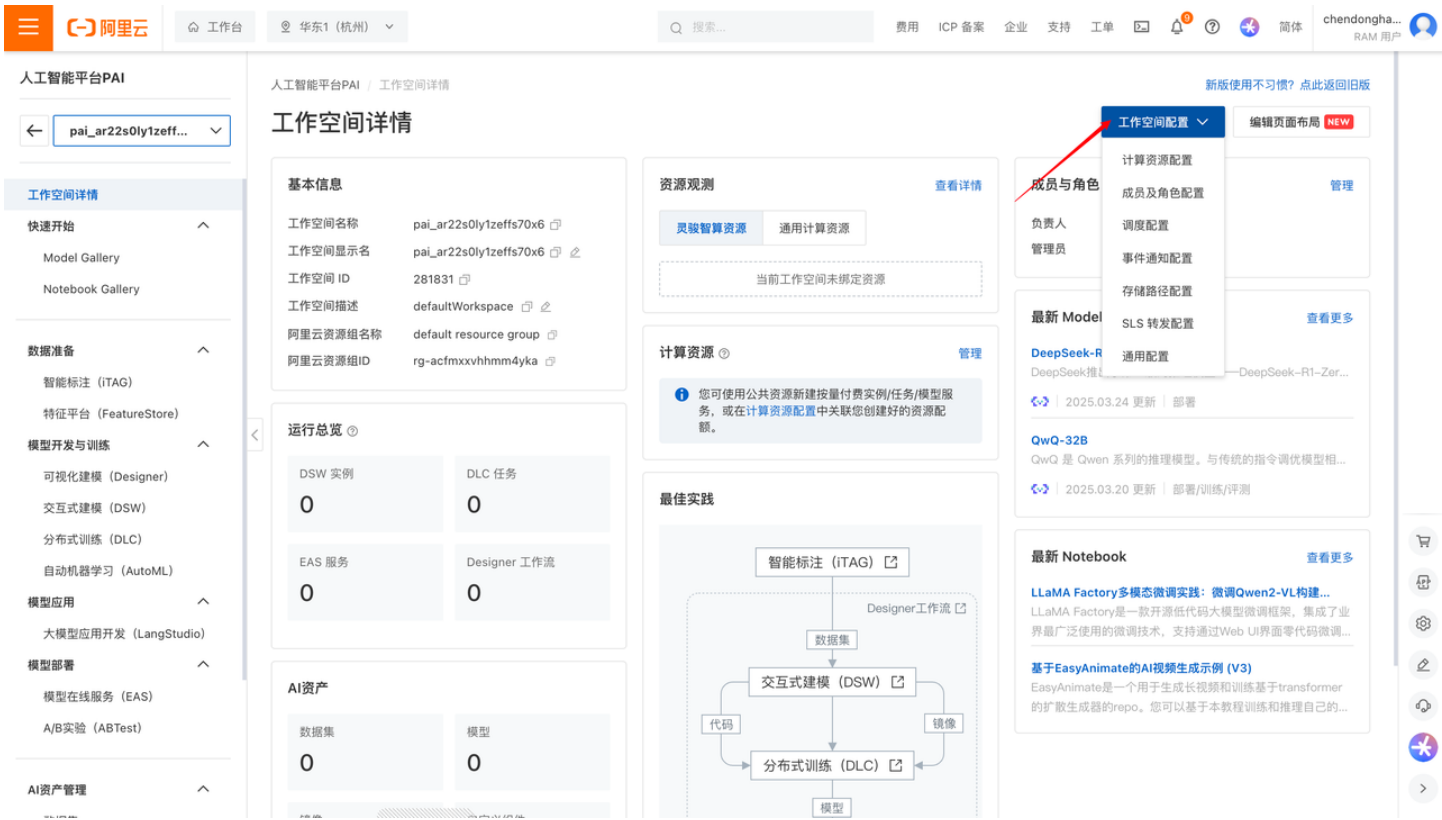 阿里云
工作台
华东1（杭州）
搜索...
费用
ICP 备案
企业
支持
工单
9
简体
chendongha...
RAM 用户
人工智能平台PAI
pai_ar22s0ly1zeff...
工作空间详情
快速开始
Model Gallery
Notebook Gallery
数据准备
智能标注（iTAG）
特征平台（FeatureStore）
模型开发与训练
可视化建模（Designer）
交互式建模（DSW）
分布式训练（DLC）
自动机器学习（AutoML）
模型应用
大模型应用开发（LangStudio）
模型部署
模型在线服务（EAS）
A/B实验（ABTest）
AI资产管理
人工智能平台PAI / 工作空间详情
新版使用不习惯？点此返回旧版
工作空间详情
工作空间配置
编辑页面布局 NEW
计算资源配置
成员及角色配置
调度配置
事件通知配置
存储路径配置
SLS 转发配置
通用配置
基本信息
工作空间名称 pai_ar22s0ly1zeffs70x6
工作空间显示名 pai_ar22s0ly1zeffs70x6
工作空间 ID 281831
工作空间描述 defaultWorkspace
阿里云资源组名称 default resource group
阿里云资源组ID rg-acfmxxvhhmm4yka
运行总览
DSW 实例
0
DLC 任务
0
EAS 服务
0
Designer 工作流
0
AI资产
数据集
0
模型
0
资源观测
查看详情
灵骏智算资源
通用计算资源
当前工作空间未绑定资源
计算资源
管理
您可使用公共资源新建按量付费实例/任务/模型服
务，或在计算资源配置中关联您创建好的资源配
额。
最佳实践
智能标注（iTAG）
Designer工作流
数据集
交互式建模（DSW）
代码
镜像
分布式训练（DLC）
模型
成员与角色
管理
负责人
管理员
最新 Model
查看更多
DeepSeek-R
DeepSeek推
——DeepSeek-R1-Zer...
2025.03.24 更新
部署
QwQ-32B
QwQ 是 Qwen 系列的推理模型。与传统的指令调优模型相...
2025.03.20 更新
部署/训练/评测
最新 Notebook
查看更多
LLaMA Factory多模态微调实践：微调Qwen2-VL构建...
LLaMA Factory是一款开源低代码大模型微调框架，集成了业
界最广泛使用的微调技术，支持通过Web UI界面零代码微调...
基于EasyAnimate的AI视频生成示例 (V3)
EasyAnimate是一个用于生成长视频和训练基于transformer
的扩散生成器的repo。您可以基于本教程训练和推理自己的...